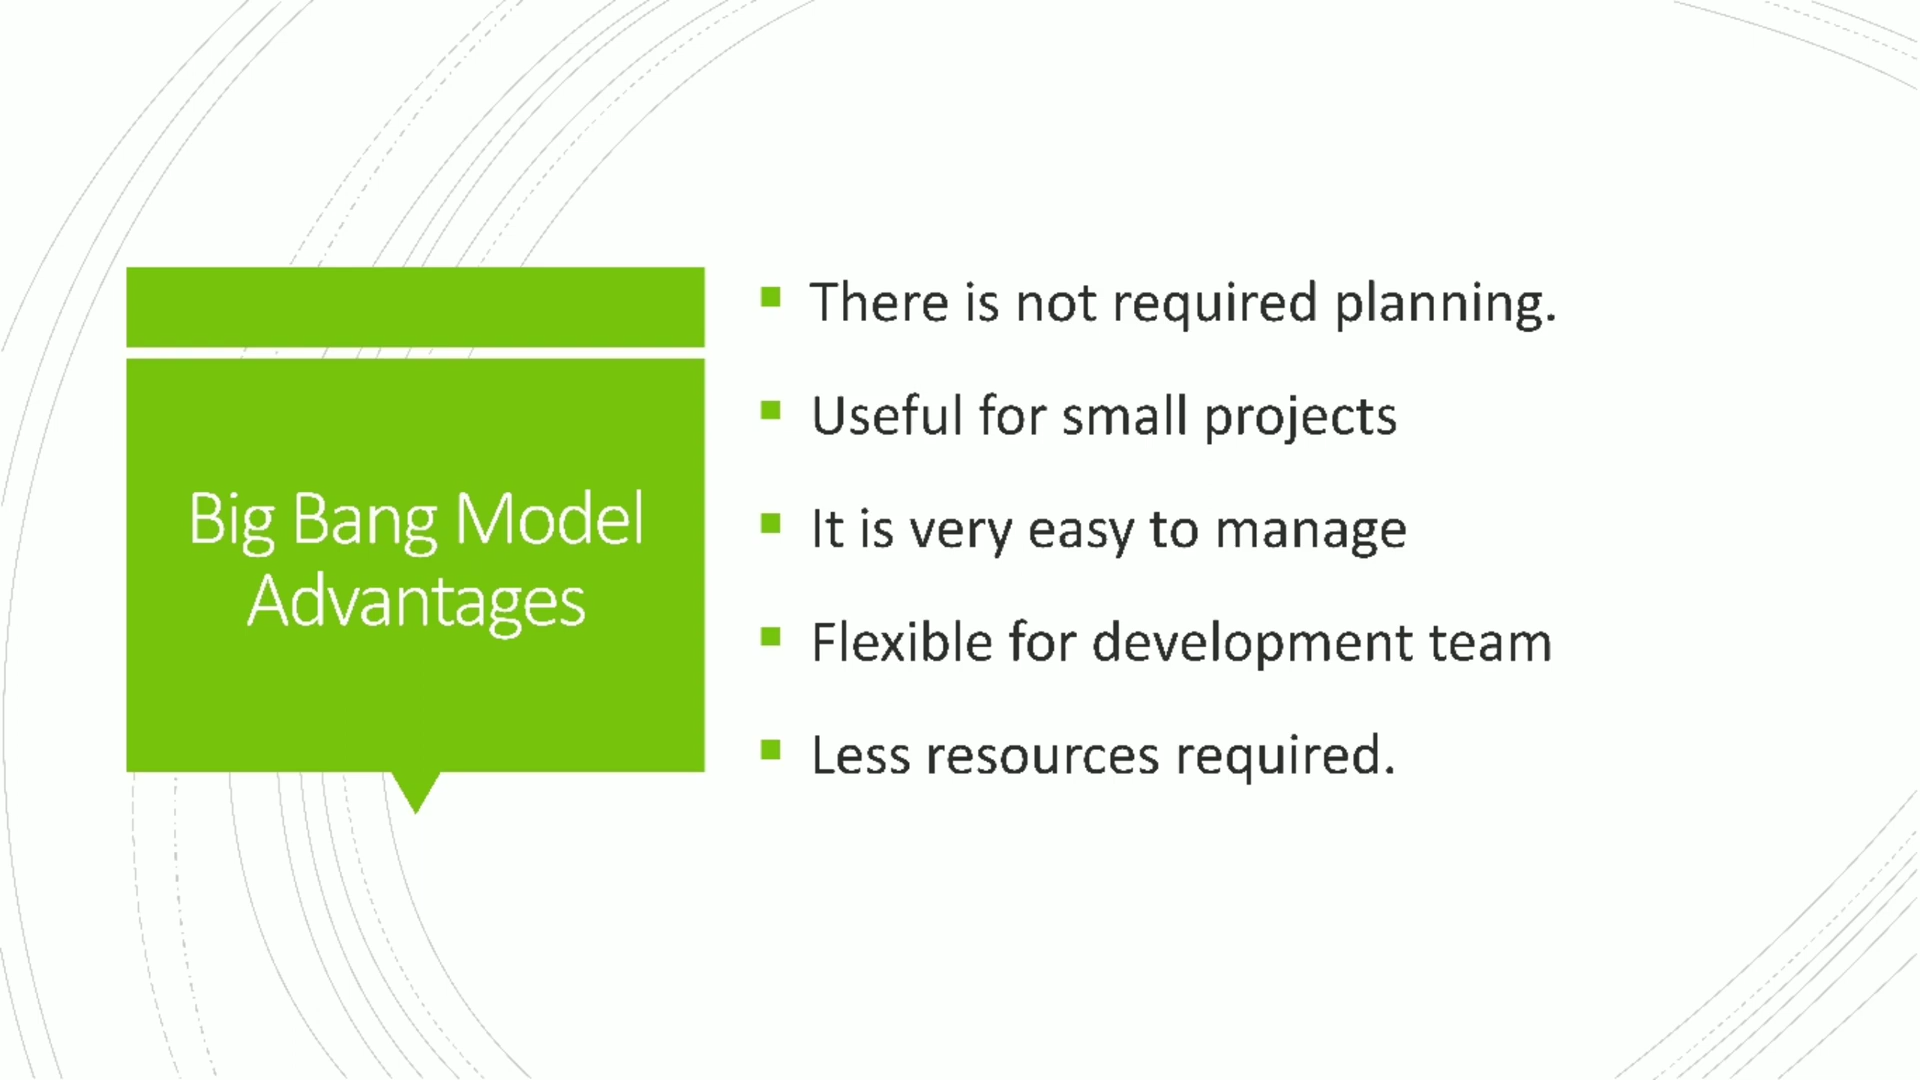 Big Bang Model
Advantages
There is not required planning.
Useful for small projects
It is very easy to manage
Flexible for development team
Less resources required.